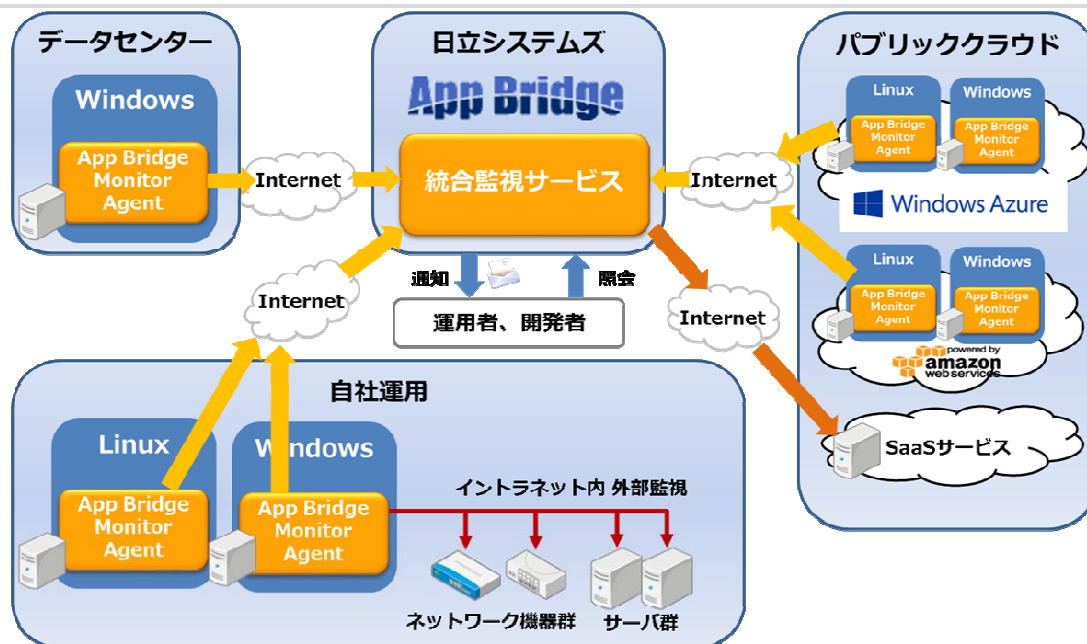 データセンター
Windows
App Bridge
Monitor
Agent
Internet
日立システムズ
App Bridge
統合監視サービス
通知
照会
運用者、開発者
Internet
Internet
Internet
パブリッククラウド
Linux
App Bridge
Monitor
Agent
Windows
App Bridge
Monitor
Agent
Windows Azure
Linux
App Bridge
Monitor
Agent
Windows
App Bridge
Monitor
Agent
powered by
amazon
web services
SaaSサービス
自社運用
Linux
App Bridge
Monitor
Agent
Windows
App Bridge
Monitor
Agent
イントラネット内 外部監視
ネットワーク機器群
サーバ群